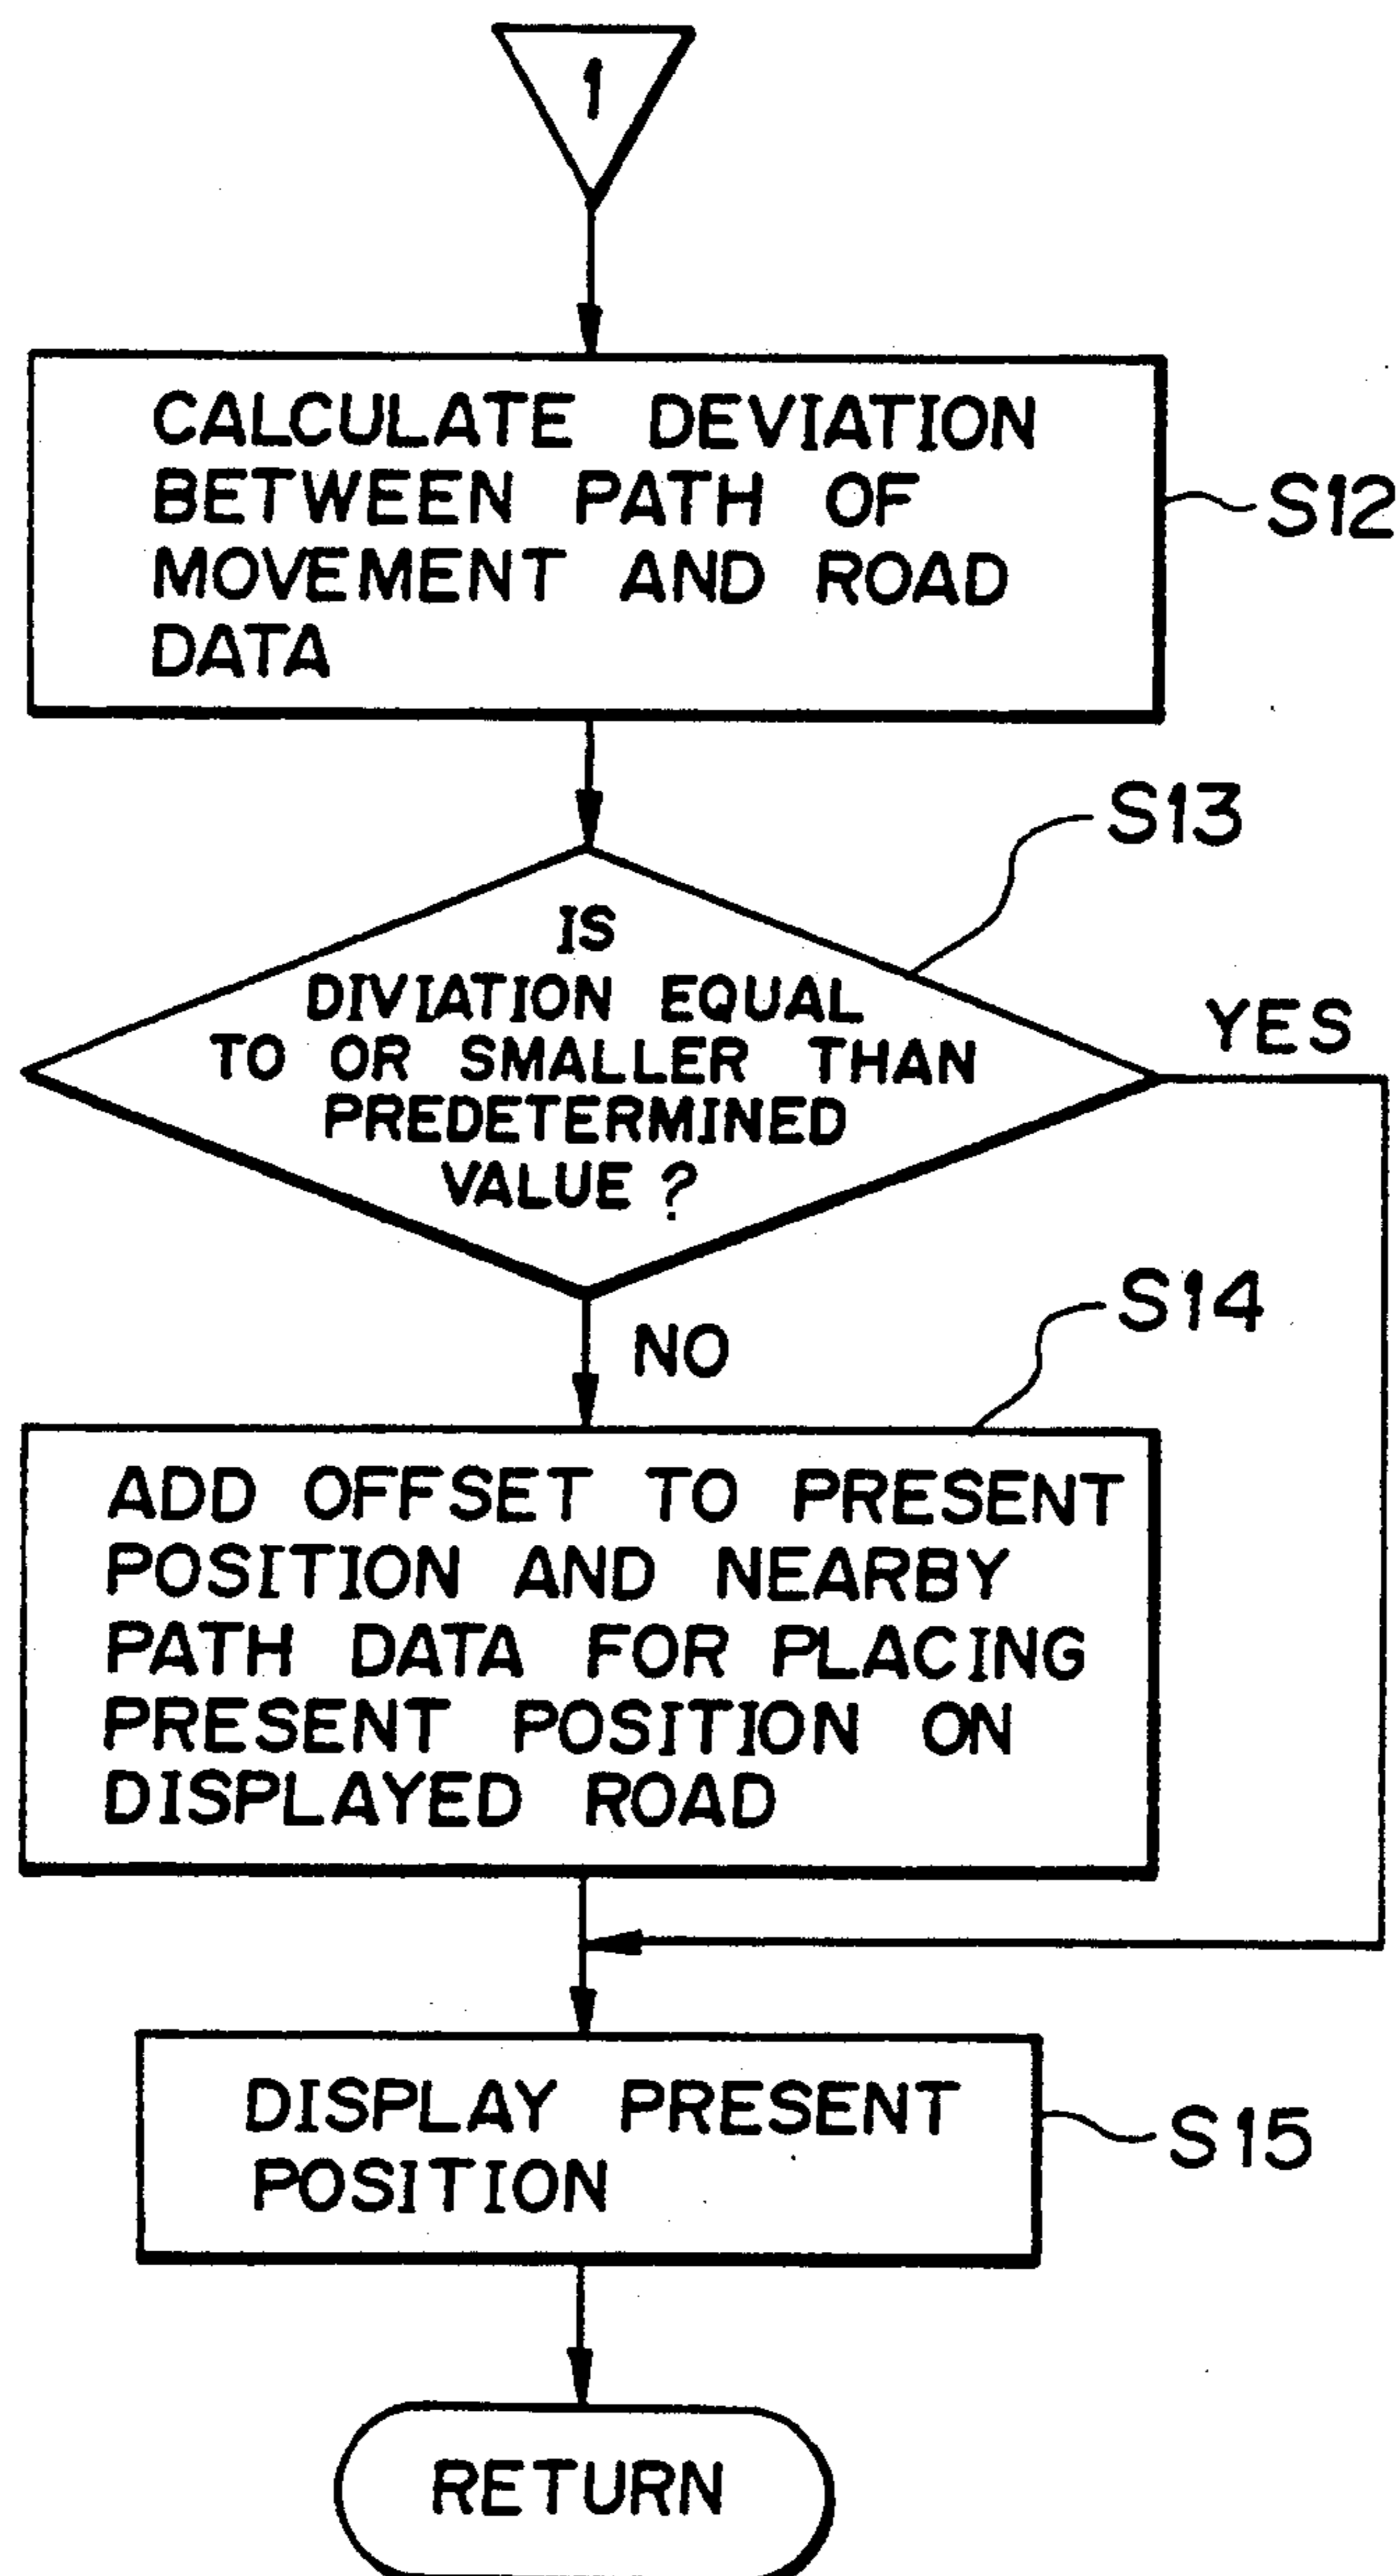 1
CALCULATE DEVIATION
BETWEEN PATH OF
MOVEMENT AND ROAD
DATA
S12
S13
IS
DIVIATION EQUAL
TO OR SMALLER THAN
PREDETERMINED
VALUE ?
YES
NO
S14
ADD OFFSET TO PRESENT
POSITION AND NEARBY
PATH DATA FOR PLACING
PRESENT POSITION ON
DISPLAYED ROAD
DISPLAY PRESENT
POSITION
S15
RETURN